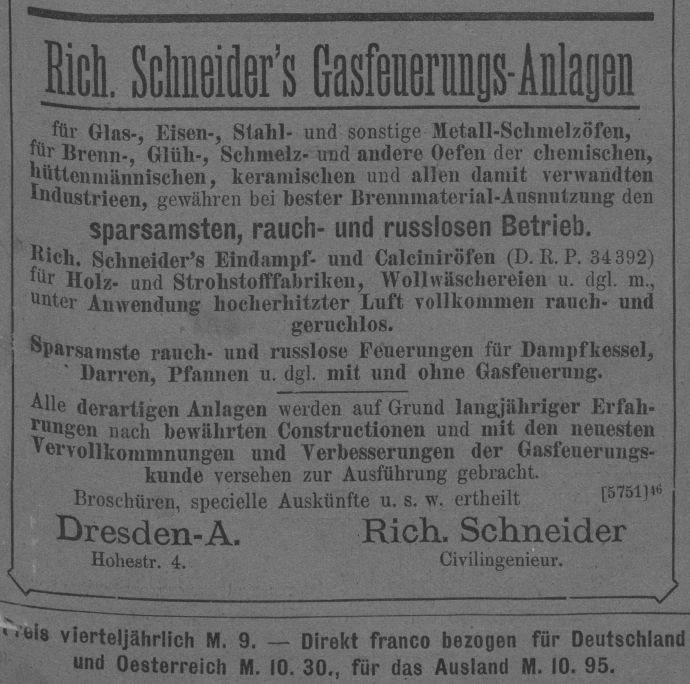 Rich. Schneider's Gasfeuerungs-Anlagen
für Glas-, Eisen-, Stahl- und sonstige Metall-Schmelzöfen,
für Brenn-, Glüh-, Schmelz- und andere Oefen der chemischen,
hüttenmännischen, keramischen und allen damit verwandten
Industrieen, gewähren bei bester Brennmaterial-Ausnutzung den
sparsamsten, rauch- und russlosen Betrieb.
Rich. Schneider's Eindampf- und Calciniröfen (D. R. P. 34392)
für Holz- und Strohstofffabriken, Wollwäschereien u. dgl. m.,
unter Anwendung hocherhitzter Luft vollkommen rauch- und
geruchlos.
Sparsamste rauch- und russlose Feuerungen für Dampfkessel,
Darren, Pfannen u. dgl. mit und ohne Gasfeuerung.
Alle derartigen Anlagen werden auf Grund langjähriger Erfah-
rungen nach bewährten Constructionen und mit den neuesten
Vervollkommnungen und Verbesserungen der Gasfeuerungs-
kunde versehen zur Ausführung gebracht.
Broschüren, specielle Auskünfte u. s. w. ertheilt [5751]46
Dresden-A. Rich. Schneider
Hohestr. 4. Civilingenieur.
Preis vierteljährlich M. 9. — Direkt franco bezogen für Deutschland
und Oesterreich M. 10. 30., für das Ausland M. 10. 95.